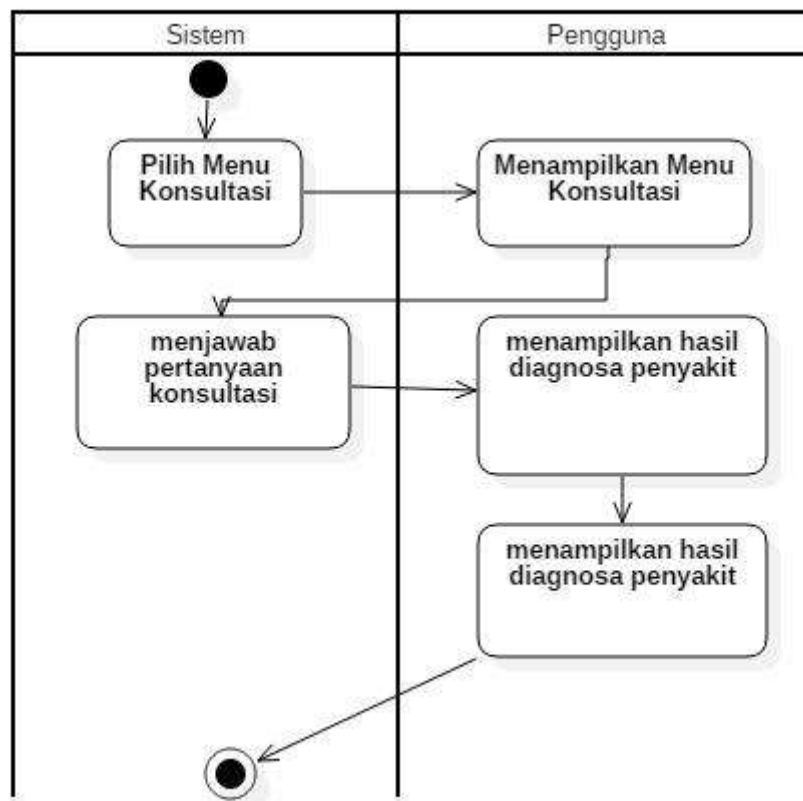 Sistem
Pengguna
Pilih Menu
Konsultasi
Menampilkan Menu
Konsultasi
menjawab
pertanyaan
konsultasi
menampilkan hasil
diagnosa penyakit
menampilkan hasil
diagnosa penyakit